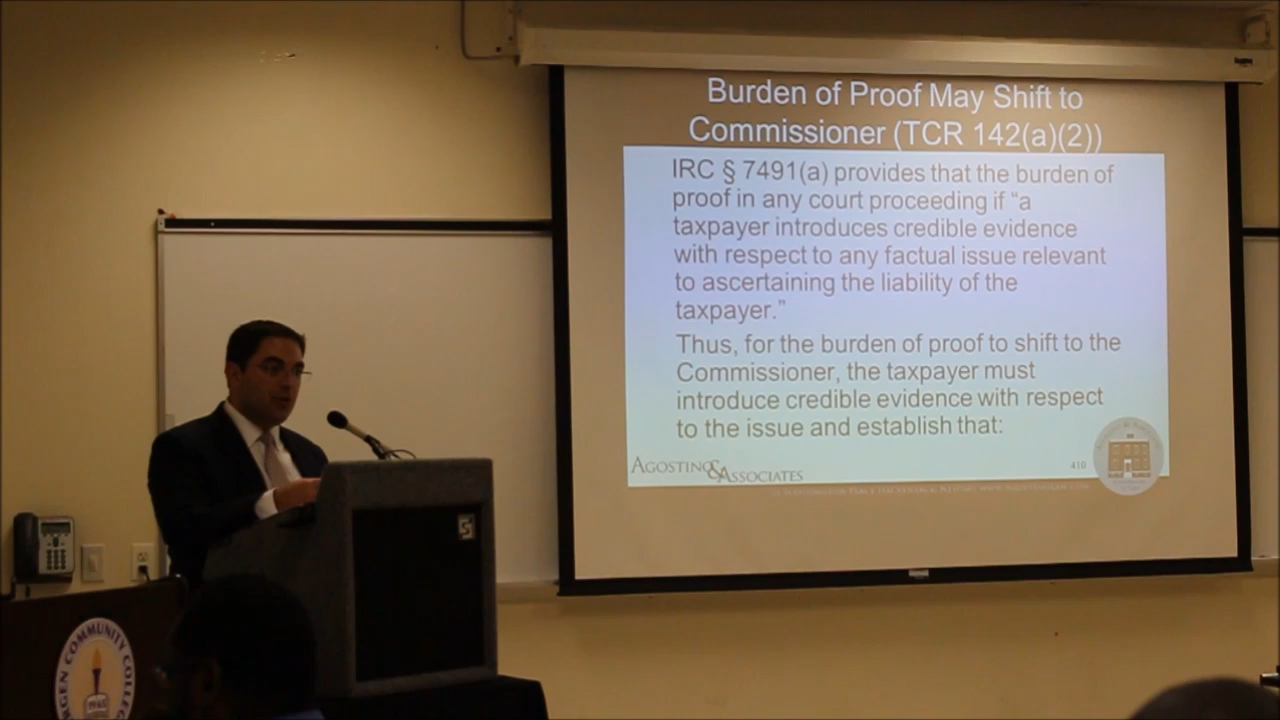 Burden of Proof May Shift to
Commissioner (TCR 142(a)(2))
IRC § 7491(a) provides that the burden of
proof in any court proceeding if “a
taxpayer introduces credible evidence
with respect to any factual issue relevant
to ascertaining the liability of the
taxpayer.”
Thus, for the burden of proof to shift to the
Commissioner, the taxpayer must
introduce credible evidence with respect
to the issue and establish that:
AGOSTINO & ASSOCIATES
410
RGEN COMMUNITY COLLEG